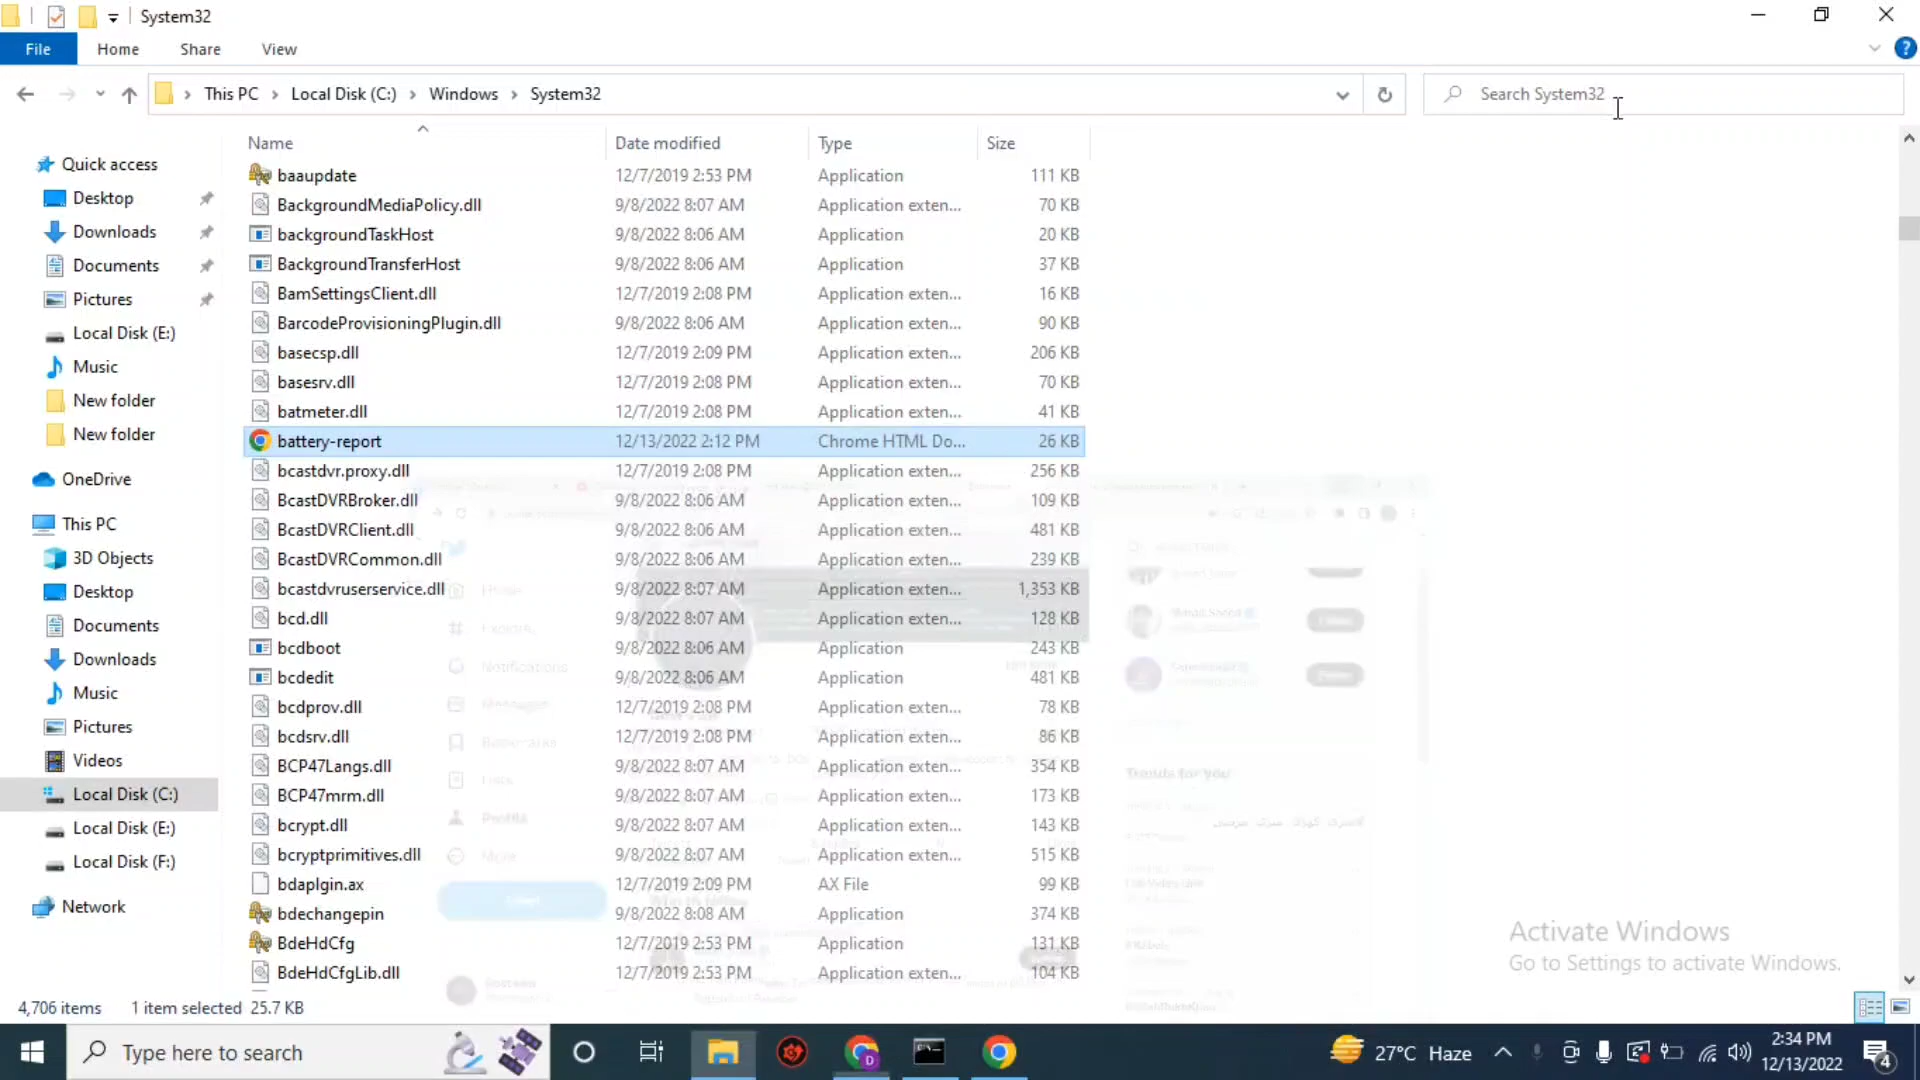 System32
File Home Share View
This PC Local Disk (C:) Windows System32
Search System32
Name Date modified Type Size
Quick access
Desktop
Downloads
Documents
Pictures
Local Disk (E:)
Music
New folder
New folder
OneDrive
This PC
3D Objects
Desktop
Documents
Downloads
Music
Pictures
Videos
Local Disk (C:)
Local Disk (E:)
Local Disk (F:)
Network
baaupdate 12/7/2019 2:53 PM Application 111 KB
BackgroundMediaPolicy.dll 9/8/2022 8:07 AM Application exten... 70 KB
backgroundTaskHost 9/8/2022 8:06 AM Application 20 KB
BackgroundTransferHost 9/8/2022 8:06 AM Application 37 KB
BamSettingsClient.dll 12/7/2019 2:08 PM Application exten... 16 KB
BarcodeProvisioningPlugin.dll 9/8/2022 8:06 AM Application exten... 90 KB
basecsp.dll 12/7/2019 2:09 PM Application exten... 206 KB
basesrv.dll 12/7/2019 2:08 PM Application exten... 70 KB
batmeter.dll 12/7/2019 2:08 PM Application exten... 41 KB
battery-report 12/13/2022 2:12 PM Chrome HTML Do... 26 KB
bcastdvr.proxy.dll 12/7/2019 2:08 PM Application exten... 256 KB
BcastDVRBroker.dll 9/8/2022 8:06 AM Application exten... 109 KB
BcastDVRClient.dll 9/8/2022 8:06 AM Application exten... 481 KB
BcastDVRCommon.dll 9/8/2022 8:06 AM Application exten... 239 KB
bcastdvruserservice.dll 9/8/2022 8:07 AM Application exten... 1,353 KB
bcd.dll 9/8/2022 8:07 AM Application exten... 128 KB
bcdboot 9/8/2022 8:06 AM Application 243 KB
bcdedit 9/8/2022 8:06 AM Application 481 KB
bcdprov.dll 12/7/2019 2:08 PM Application exten... 78 KB
bcdsrv.dll 12/7/2019 2:08 PM Application exten... 86 KB
BCP47Langs.dll 9/8/2022 8:07 AM Application exten... 354 KB
BCP47mrm.dll 9/8/2022 8:07 AM Application exten... 173 KB
bcrypt.dll 9/8/2022 8:07 AM Application exten... 143 KB
bcryptprimitives.dll 9/8/2022 8:07 AM Application exten... 515 KB
bdaplgin.ax 12/7/2019 2:09 PM AX File 99 KB
bdechangepin 9/8/2022 8:08 AM Application 374 KB
BdeHdCfg 12/7/2019 2:53 PM Application 131 KB
BdeHdCfgLib.dll 12/7/2019 2:53 PM Application exten... 104 KB
Explore
Notifications
Messages
Bookmarks
Profile
More
Trends for you
Activate Windows
Go to Settings to activate Windows.
4,706 items 1 item selected 25.7 KB
Type here to search
27°C Haze
2:34 PM
12/13/2022
4